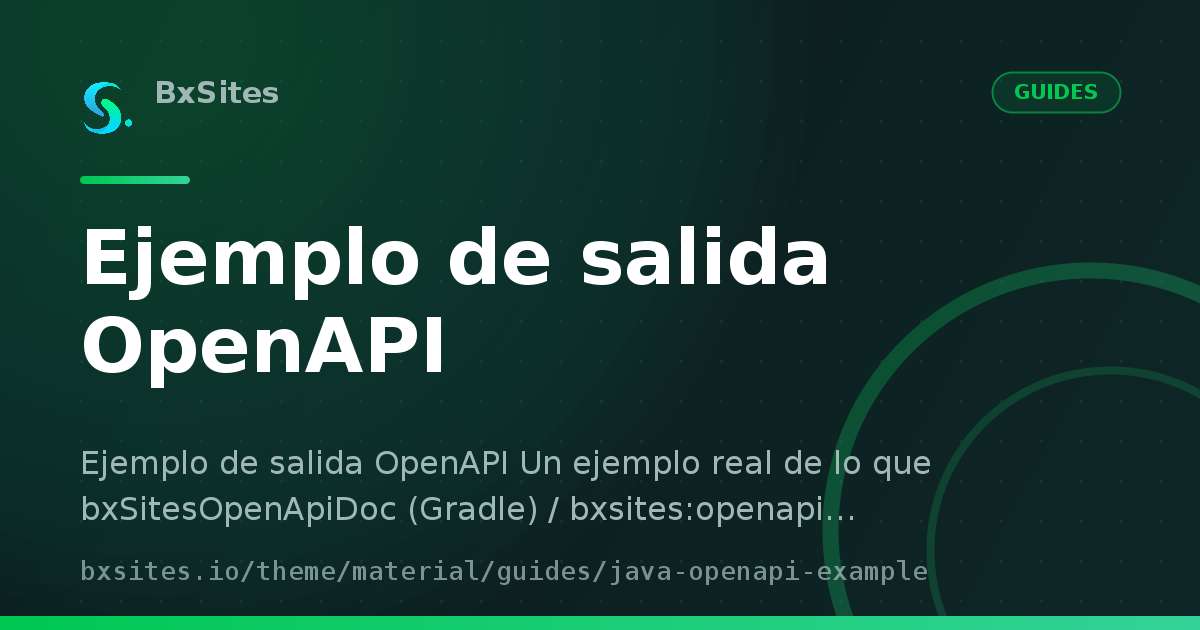 BxSites
GUIDES
Ejemplo de salida
OpenAPI
Ejemplo de salida OpenAPI Un ejemplo real de lo que
bxSitesOpenApiDoc (Gradle) / bxsites:openapi…
bxsites.io/theme/material/guides/java-openapi-example